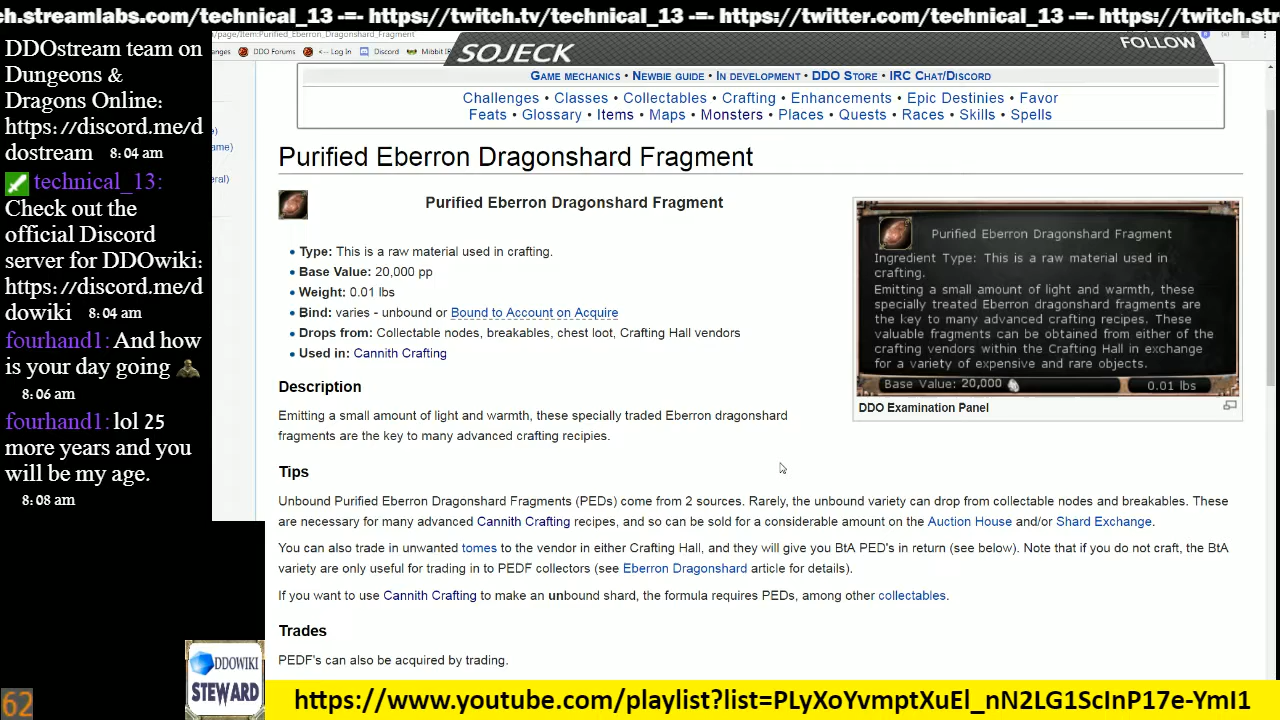 ch.streamlabs.com/technical_13 -=- https://twitch.tv/technical_13 -=- https://twitter.com/technical_13 -=- https://twitch.str
DDOstream team on
Dungeons &
Dragons Online:
https://discord.me/d
dostream 8:04 am
technical_13:
Check out the
official Discord
server for DDOwiki:
https://discord.me/d
dowiki 8:04 am
fourhand1: And how
is your day going
8:06 am
fourhand1: lol 25
more years and you
will be my age.
8:08 am
62
DDOWIKI
STEWARD
/page/Item:Purified_Eberron_Dragonshard_Fragment
anges DDO Forums <-- Log In Discord Mibbit
SOJECK
FOLLOW
Game mechanics • Newbie guide • In development • DDO Store • IRC Chat/Discord
Challenges • Classes • Collectables • Crafting • Enhancements • Epic Destinies • Favor
Feats • Glossary • Items • Maps • Monsters • Places • Quests • Races • Skills • Spells
Purified Eberron Dragonshard Fragment
Purified Eberron Dragonshard Fragment
• Type: This is a raw material used in crafting.
• Base Value: 20,000 pp
• Weight: 0.01 lbs
• Bind: varies - unbound or Bound to Account on Acquire
• Drops from: Collectable nodes, breakables, chest loot, Crafting Hall vendors
• Used in: Cannith Crafting
Purified Eberron Dragonshard Fragment
Ingredient Type: This is a raw material used in
crafting.
Emitting a small amount of light and warmth, these
specially treated Eberron dragonshard fragments are
the key to many advanced crafting recipes. These
valuable fragments can be obtained from either of the
crafting vendors within the Crafting Hall in exchange
for a variety of expensive and rare objects.
Base Value: 20,000 0.01 lbs
DDO Examination Panel
Description
Emitting a small amount of light and warmth, these specially traded Eberron dragonshard
fragments are the key to many advanced crafting recipies.
Tips
Unbound Purified Eberron Dragonshard Fragments (PEDs) come from 2 sources. Rarely, the unbound variety can drop from collectable nodes and breakables. These
are necessary for many advanced Cannith Crafting recipes, and so can be sold for a considerable amount on the Auction House and/or Shard Exchange.
You can also trade in unwanted tomes to the vendor in either Crafting Hall, and they will give you BtA PED's in return (see below). Note that if you do not craft, the BtA
variety are only useful for trading in to PEDF collectors (see Eberron Dragonshard article for details).
If you want to use Cannith Crafting to make an unbound shard, the formula requires PEDs, among other collectables.
Trades
PEDF's can also be acquired by trading.
https://www.youtube.com/playlist?list=PLyXoYvmptXuEl_nN2LG1ScInP17e-YmI1